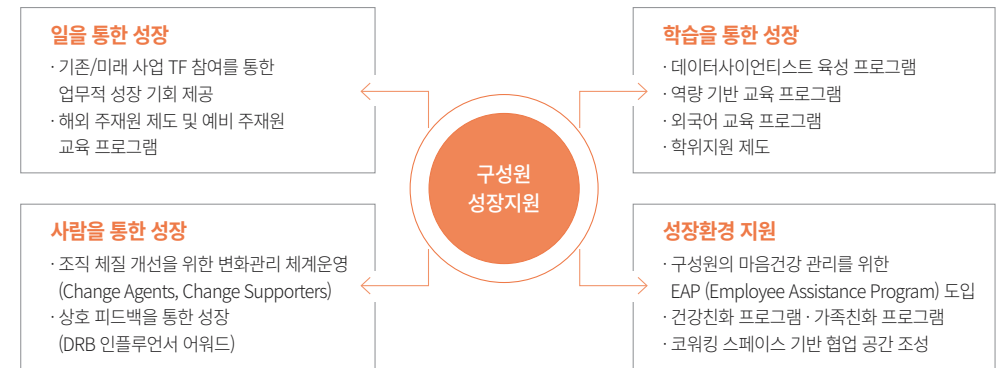 일을 통한 성장
· 기존/미래 사업 TF 참여를 통한
업무적 성장 기회 제공
· 해외 주재원 제도 및 예비 주재원
교육 프로그램
학습을 통한 성장
· 데이터사이언티스트 육성 프로그램
· 역량 기반 교육 프로그램
· 외국어 교육 프로그램
· 학위지원 제도
구성원
성장지원
사람을 통한 성장
· 조직 체질 개선을 위한 변화관리 체계운영
(Change Agents, Change Supporters)
· 상호 피드백을 통한 성장
(DRB 인플루언서 어워드)
성장환경 지원
· 구성원의 마음건강 관리를 위한
EAP (Employee Assistance Program) 도입
· 건강친화 프로그램 · 가족친화 프로그램
· 코워킹 스페이스 기반 협업 공간 조성